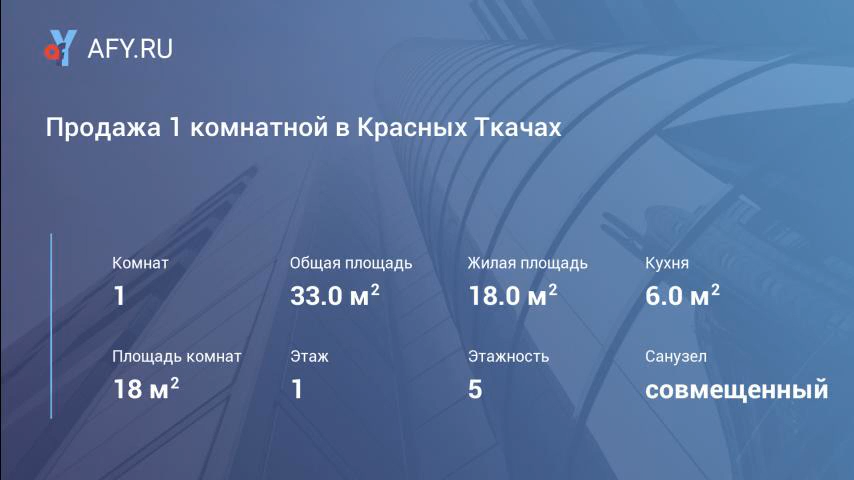 AFY.RU
Продажа 1 комнатной в Красных Ткачах
Комнат Общая площадь Жилая площадь Кухня
1 33.0 м² 18.0 м² 6.0 м²
Площадь комнат Этаж Этажность Санузел
18 м² 1 5 совмещенный